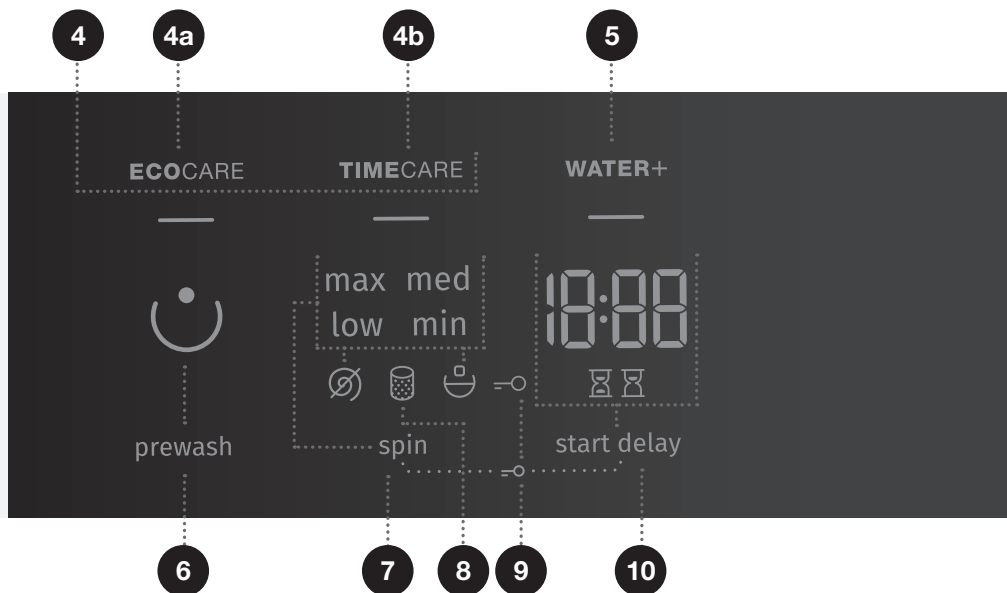 4 4a 4b 5
ECOCARE TIMECARE WATER+
max med
low min
18:88
prewash spin start delay
6 7 8 9 10